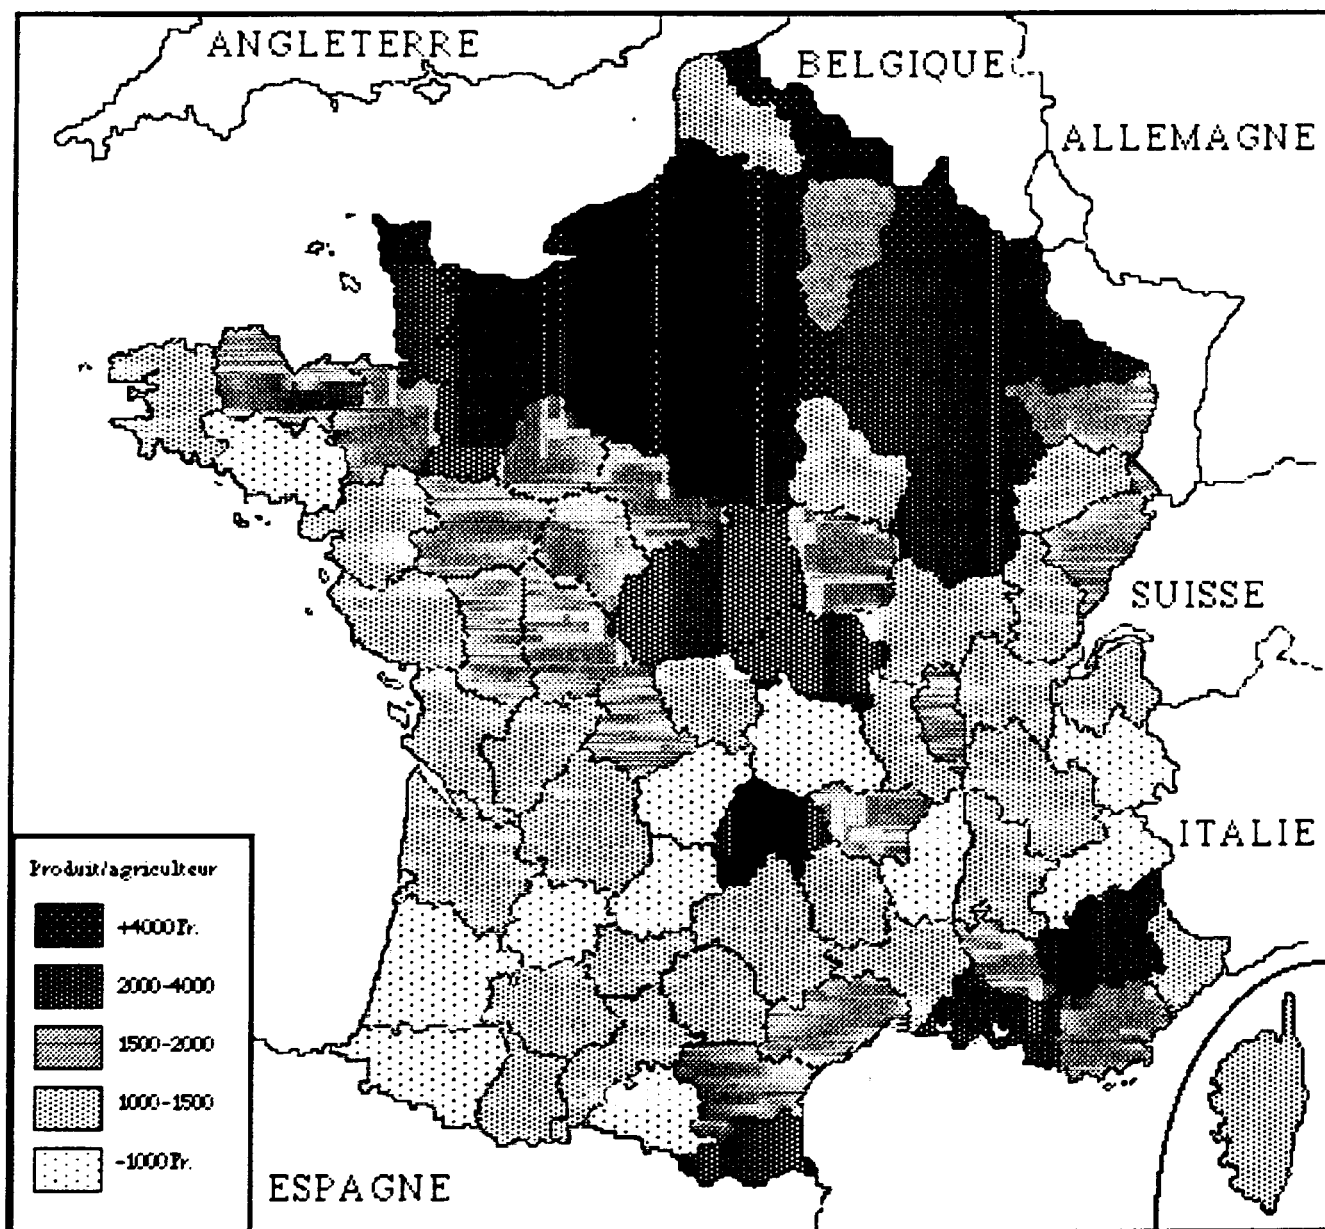 ANGLETERRE
BELGIQUE
ALLEMAGNE
SUISSE
ITALIE
Produit/agriculteur
+4000 Fr.
2000-4000
1500-2000
1000-1500
-1000 Fr.
ESPAGNE